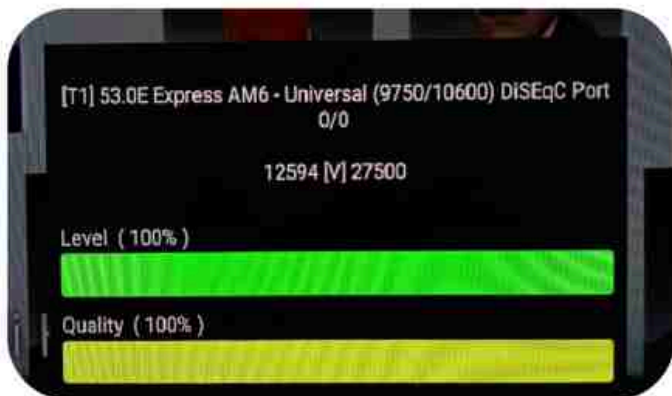 [T1] 53.0E Express AM6 - Universal (9750/10600) DiSEqC Port
0/0
12594 [V] 27500
Level ( 100% )
Quality ( 100% )